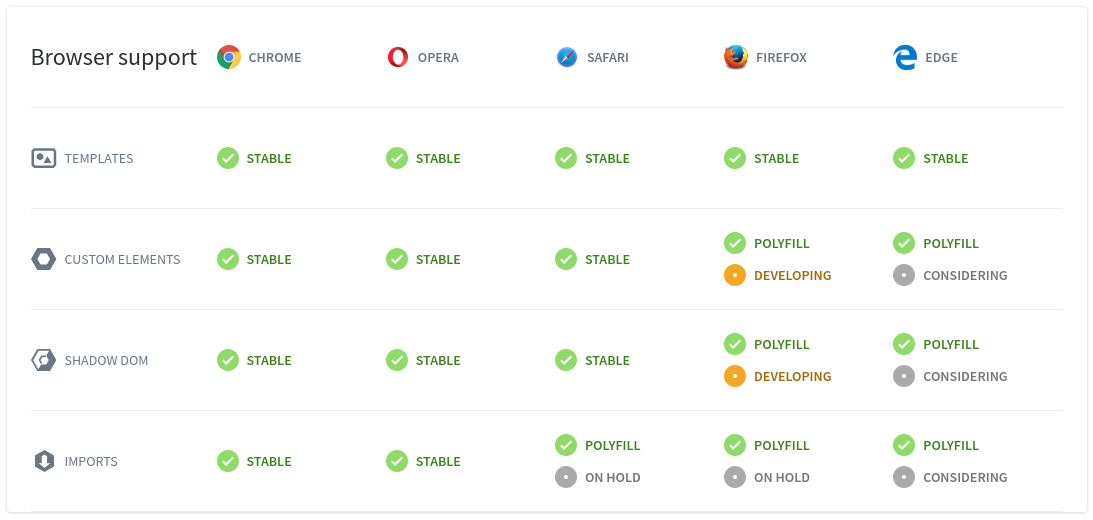 Browser support CHROME OPERA SAFARI FIREFOX EDGE
TEMPLATES STABLE STABLE STABLE STABLE STABLE
CUSTOM ELEMENTS STABLE STABLE STABLE POLYFILL POLYFILL
DEVELOPING CONSIDERING
SHADOW DOM STABLE STABLE STABLE POLYFILL POLYFILL
DEVELOPING CONSIDERING
IMPORTS STABLE STABLE POLYFILL POLYFILL POLYFILL
ON HOLD ON HOLD CONSIDERING